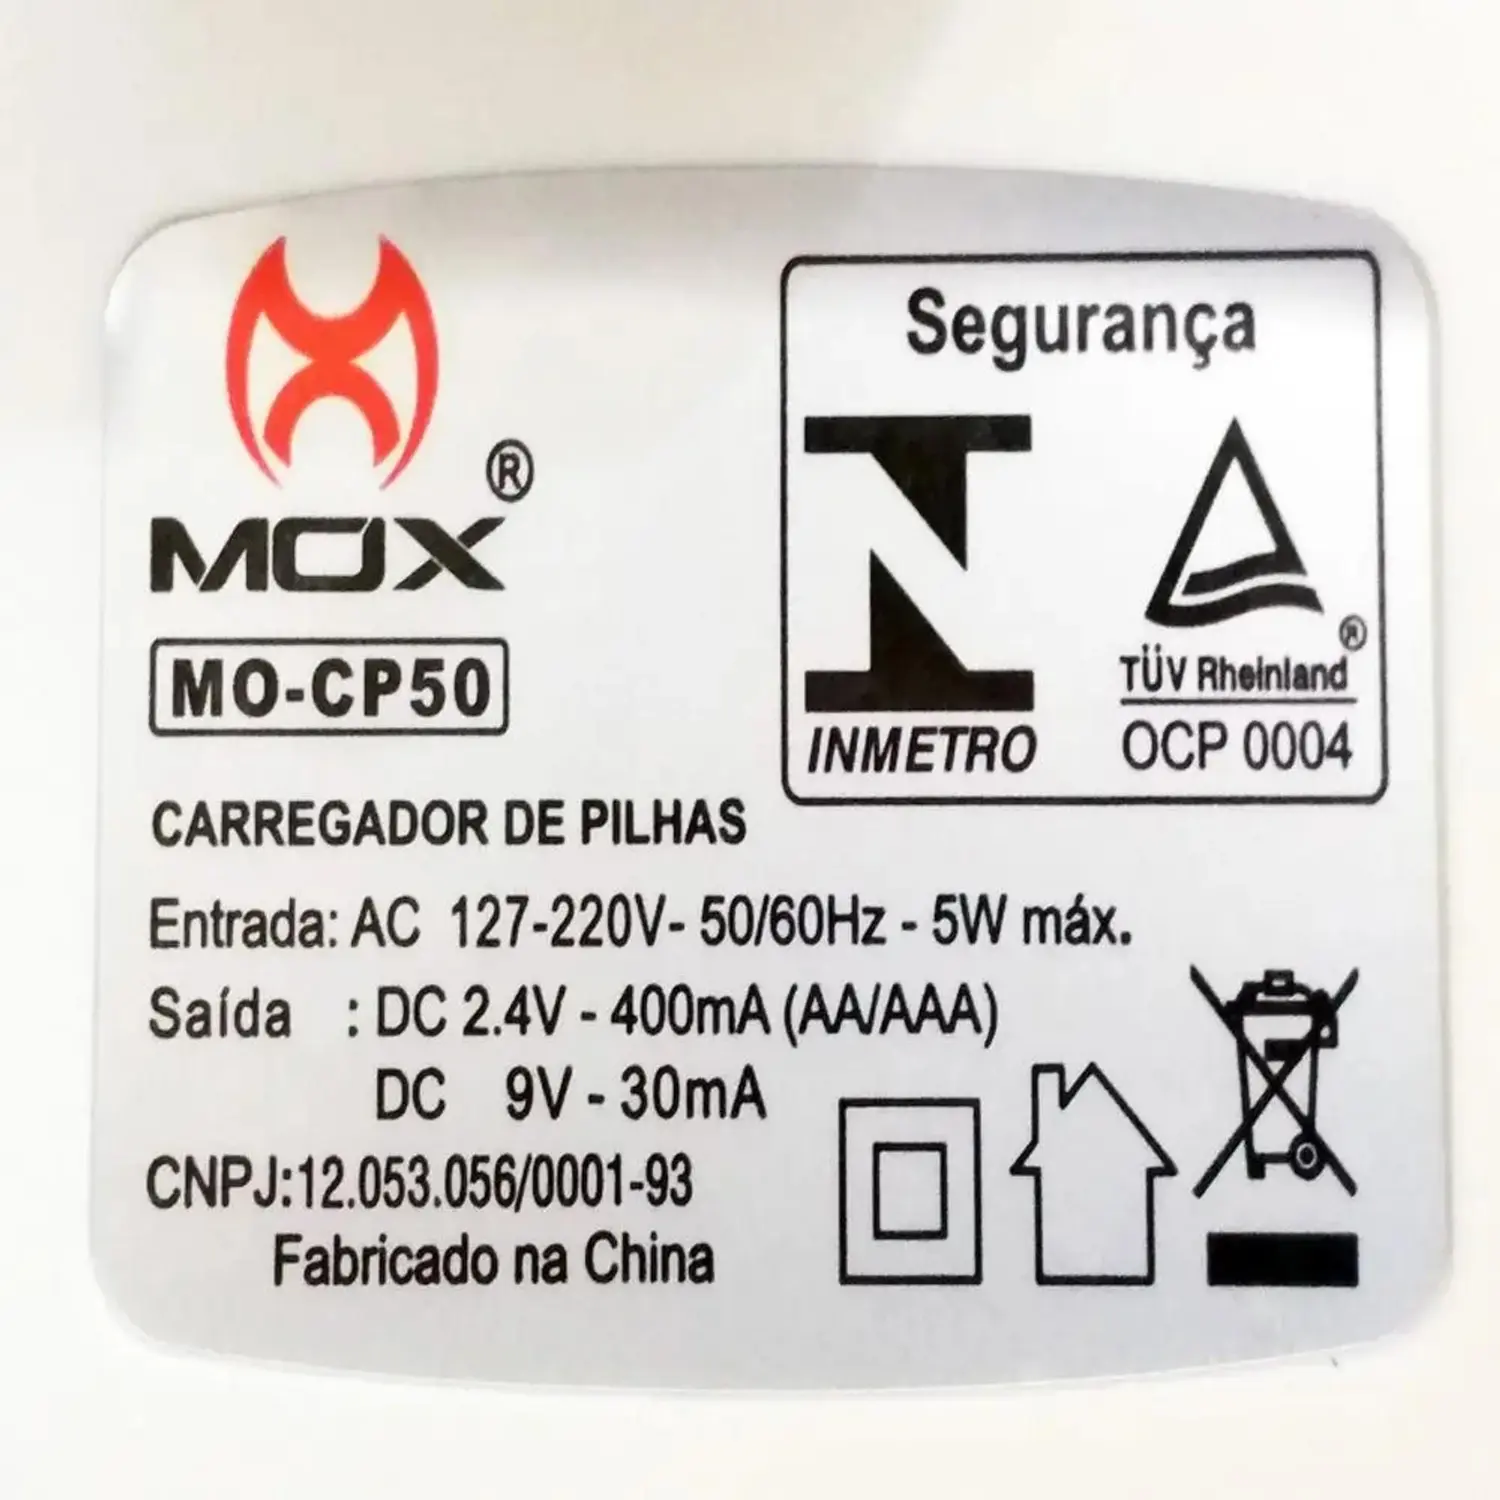 MOX®
MO-CP50
CARREGADOR DE PILHAS
Entrada: AC 127-220V- 50/60Hz - 5W máx.
Saída : DC 2.4V - 400mA (AA/AAA)
DC 9V - 30mA
CNPJ:12.053.056/0001-93
Fabricado na China
Segurança
INMETRO
TÜV Rheinland®
OCP 0004